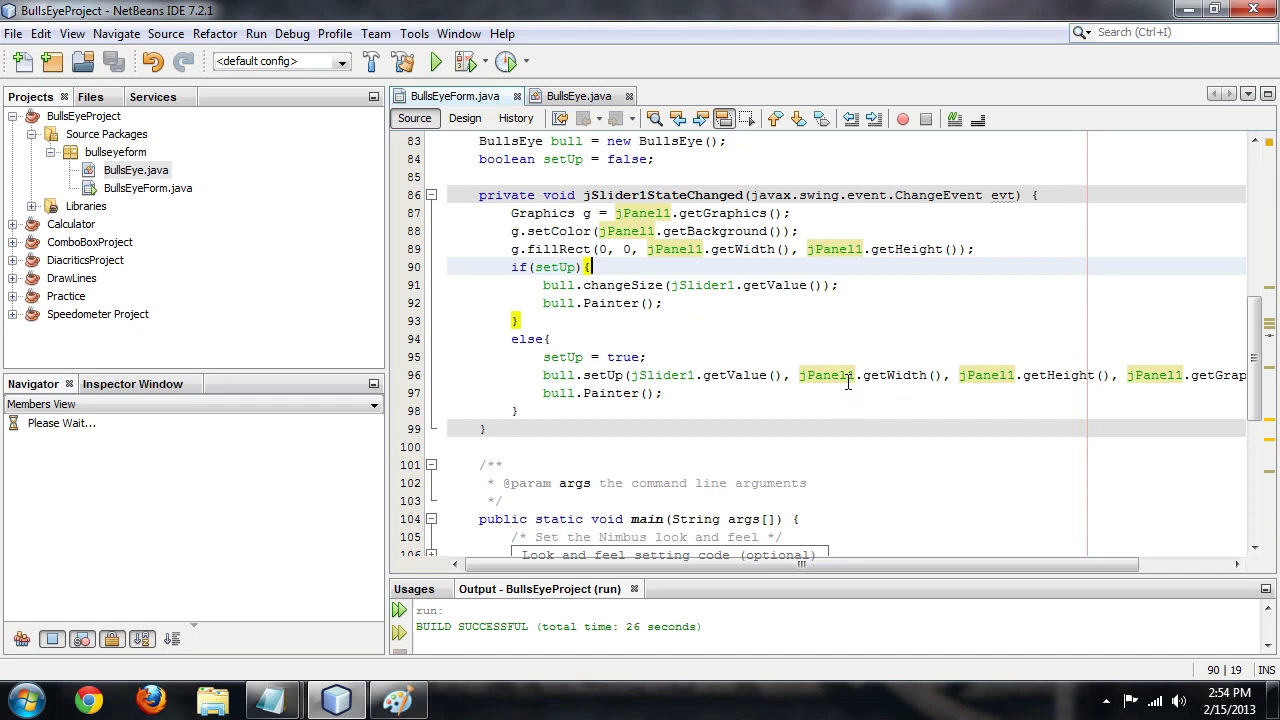 BullsEyeProject - NetBeans IDE 7.2.1
File Edit View Navigate Source Refactor Run Debug Profile Team Tools Window Help
Search (Ctrl+I)
<default config>
Projects Files Services
BullsEyeProject
Source Packages
bullseyeform
BullsEye.java
BullsEyeForm.java
Libraries
Calculator
ComboBoxProject
DiacriticsProject
DrawLines
Practice
Speedometer Project
Navigator Inheritance Window
Members View
Please Wait...
BullsEyeForm.java BullsEye.java
Source Design History
83 BullsEye bull = new BullsEye();
84 boolean setUp = false;
85
86 private void jSlider1StateChanged(javax.swing.event.ChangeEvent evt) {
87 Graphics g = jPanel1.getGraphics();
88 g.setColor(jPanel1.getBackground());
89 g.fillRect(0, 0, jPanel1.getWidth(), jPanel1.getHeight());
90 if(setUp){
91 bull.changeSize(jSlider1.getValue());
92 bull.Painter();
93 }
94 else{
95 setUp = true;
96 bull.setUp(jSlider1.getValue(), jPanel1.getWidth(), jPanel1.getHeight(), jPanel1.getGrap
97 bull.Painter();
98 }
99 }
100
101 /**
102 * @param args the command line arguments
103 */
104 public static void main(String args[]) {
105 /* Set the Nimbus look and feel */
106 Look and feel setting code (optional)
Usages Output - BullsEyeProject (run)
run:
BUILD SUCCESSFUL (total time: 26 seconds)
90 | 19 INS
2:54 PM
2/15/2013